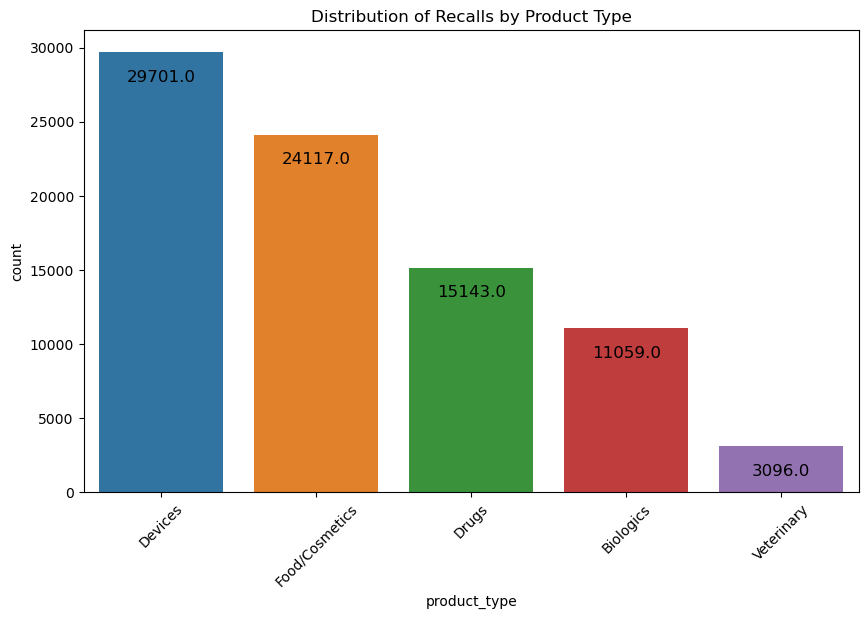 Distribution of Recalls by Product Type
30000
25000
20000
15000
10000
5000
0
count
29701.0
24117.0
15143.0
11059.0
3096.0
Devices
Food/Cosmetics
Drugs
Biologics
Veterinary
product_type